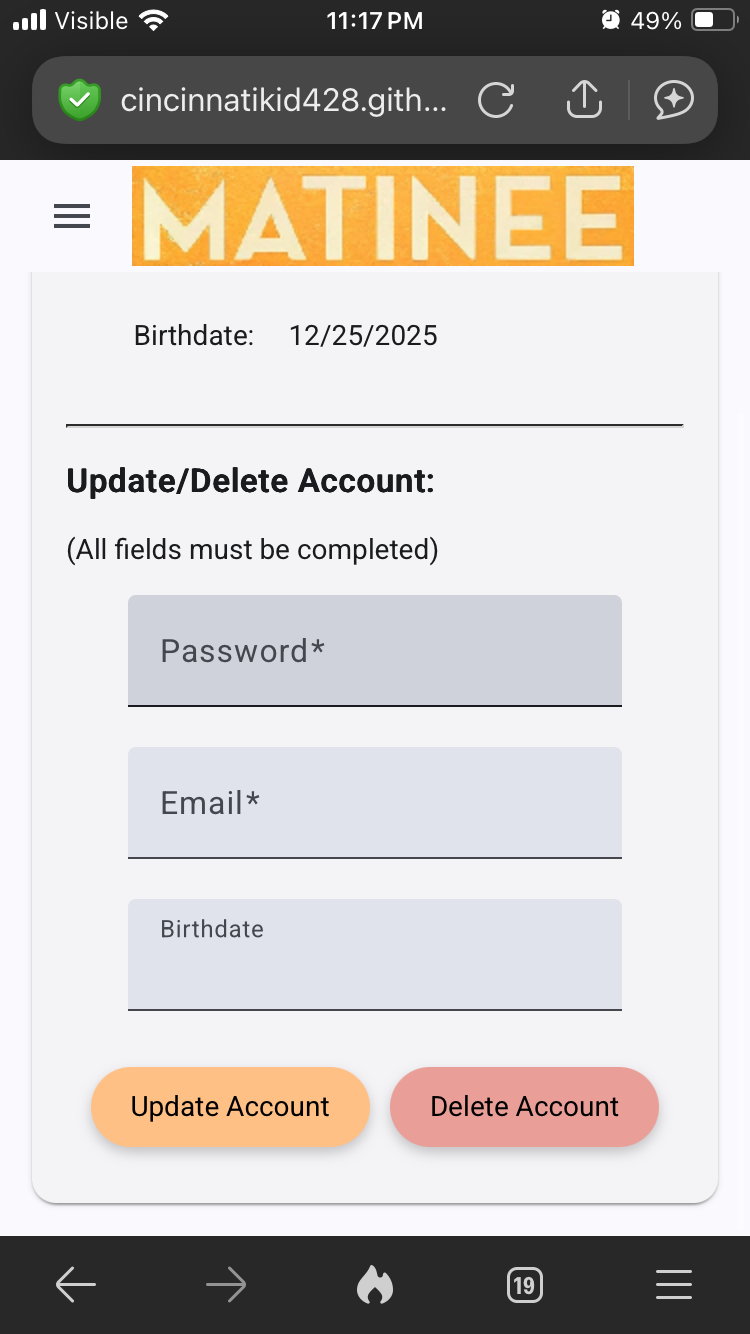 Visible 11:17 PM 49%
cincinnatikid428.gith...
MATINEE
Birthdate: 12/25/2025
Update/Delete Account:
(All fields must be completed)
Password*
Email*
Birthdate
Update Account Delete Account
19